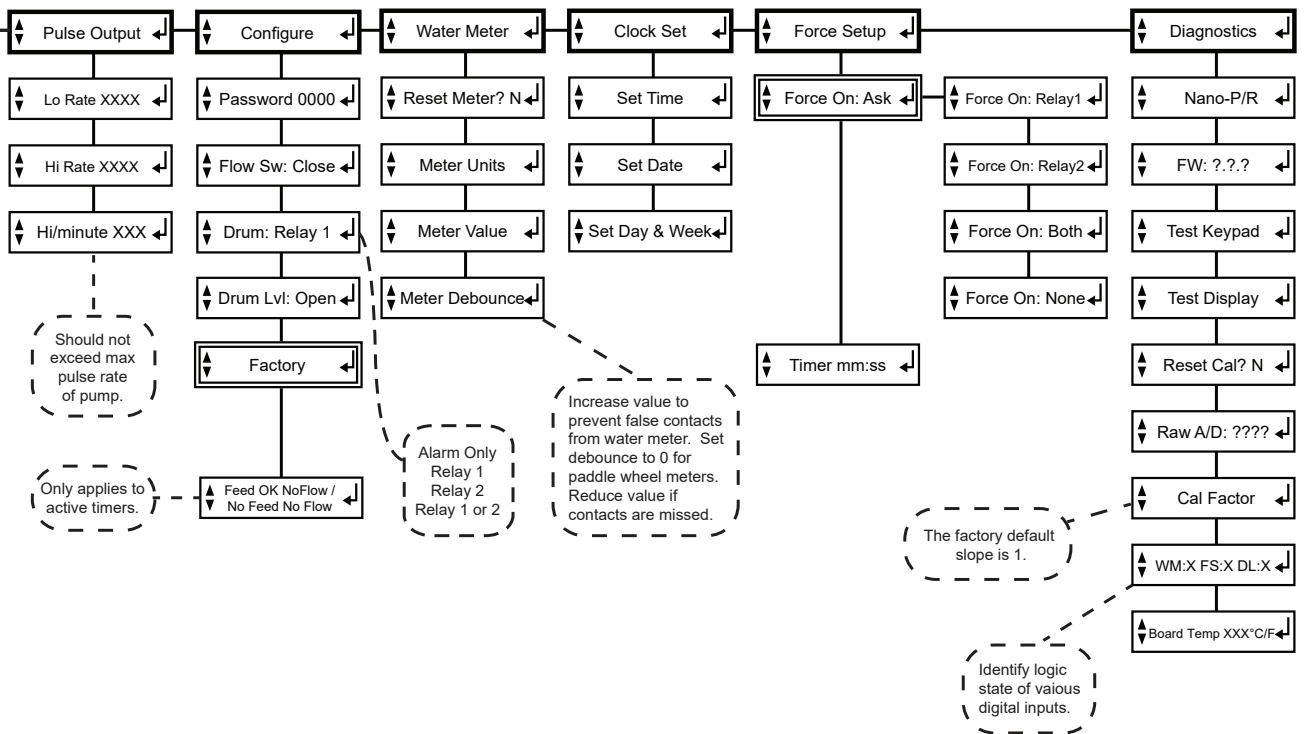 Pulse Output
Lo Rate XXXX
Hi Rate XXXX
Hi/minute XXX
Should not
exceed max
pulse rate
of pump.
Configure
Password 0000
Flow Sw: Close
Drum: Relay 1
Drum Lvl: Open
Factory
Feed OK NoFlow /
No Feed No Flow
Only applies to
active timers.
Alarm Only
Relay 1
Relay 2
Relay 1 or 2
Water Meter
Reset Meter? N
Meter Units
Meter Value
Meter Debounce
Increase value to
prevent false contacts
from water meter.  Set
debounce to 0 for
paddle wheel meters.
Reduce value if
contacts are missed.
Clock Set
Set Time
Set Date
Set Day & Week
Force Setup
Force On: Ask
Timer mm:ss
Force On: Relay1
Force On: Relay2
Force On: Both
Force On: None
Diagnostics
Nano-P/R
FW: ?.?.?
Test Keypad
Test Display
Reset Cal? N
Raw A/D: ????
Cal Factor
The factory default
slope is 1.
WM:X FS:X DL:X
Board Temp XXX°C/F
Identify logic
state of vaious
digital inputs.